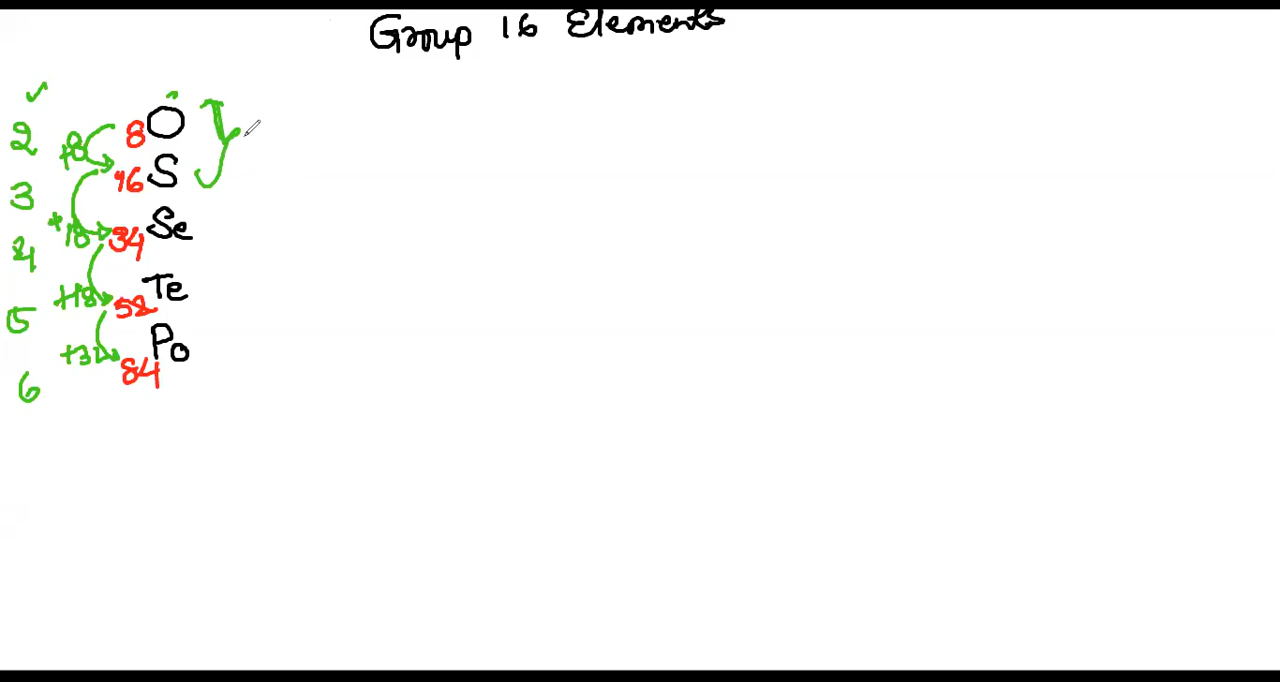 Group 16 Elements
2 +8 8 O
3 16 S
+18 34 Se
4
+18 52 Te
5
+32 84 Po
6